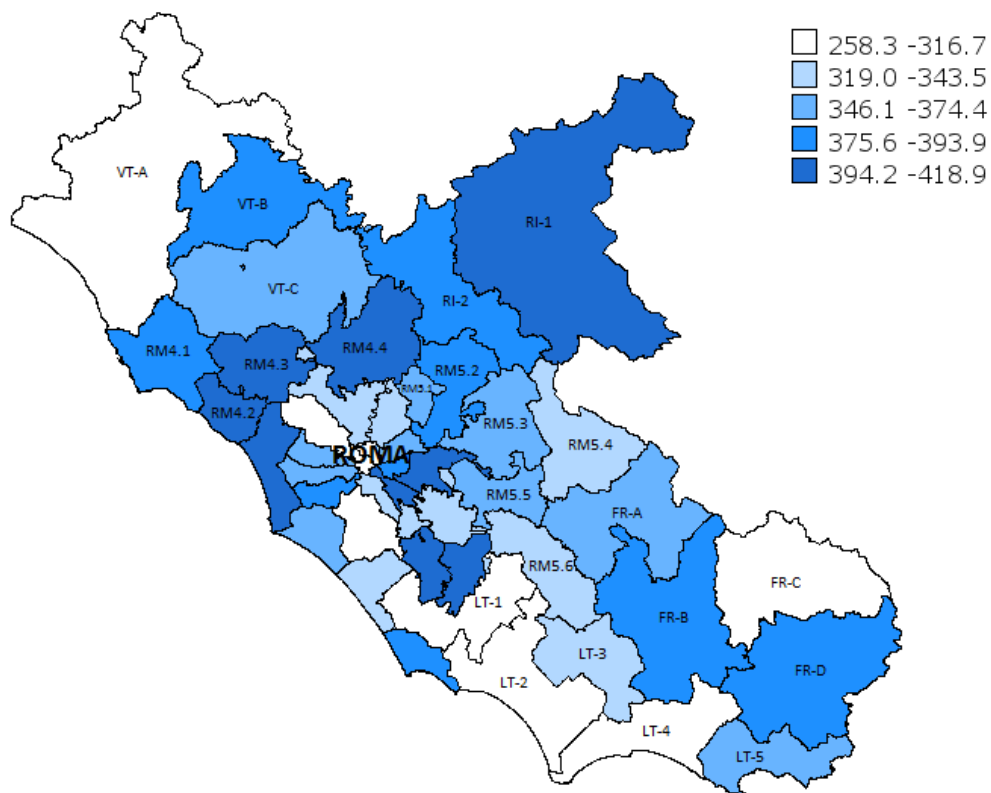 258.3 -316.7
319.0 -343.5
346.1 -374.4
375.6 -393.9
394.2 -418.9
VT-A
VT-B
RI-1
VT-C
RI-2
RM4.1
RM4.3
RM4.4
RM5.2
RM5.1
RM4.2
RM5.3
RM5.4
ROMA
RM5.5
FR-A
RM5.6
FR-C
LT-1
FR-B
LT-3
FR-D
LT-2
LT-4
LT-5